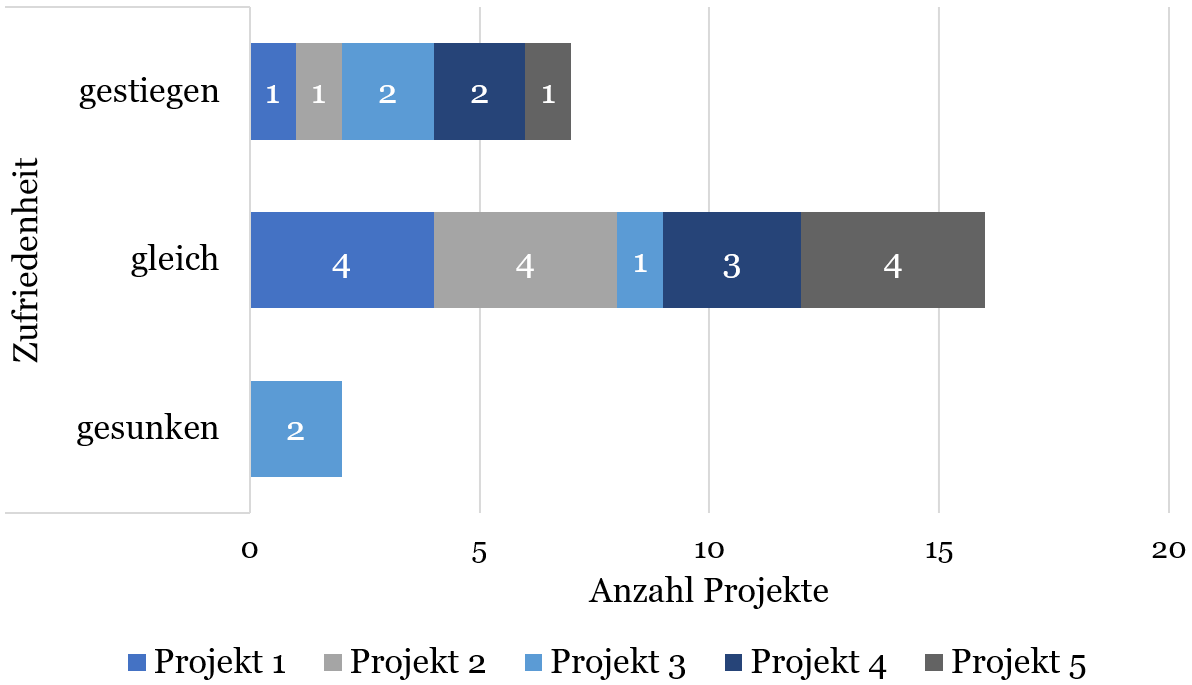 Zufriedenheit
gestiegen
1 1 2 2 1
gleich
4 4 1 3 4
gesunken
2
0 5 10 15 20
Anzahl Projekte
Projekt 1 Projekt 2 Projekt 3 Projekt 4 Projekt 5